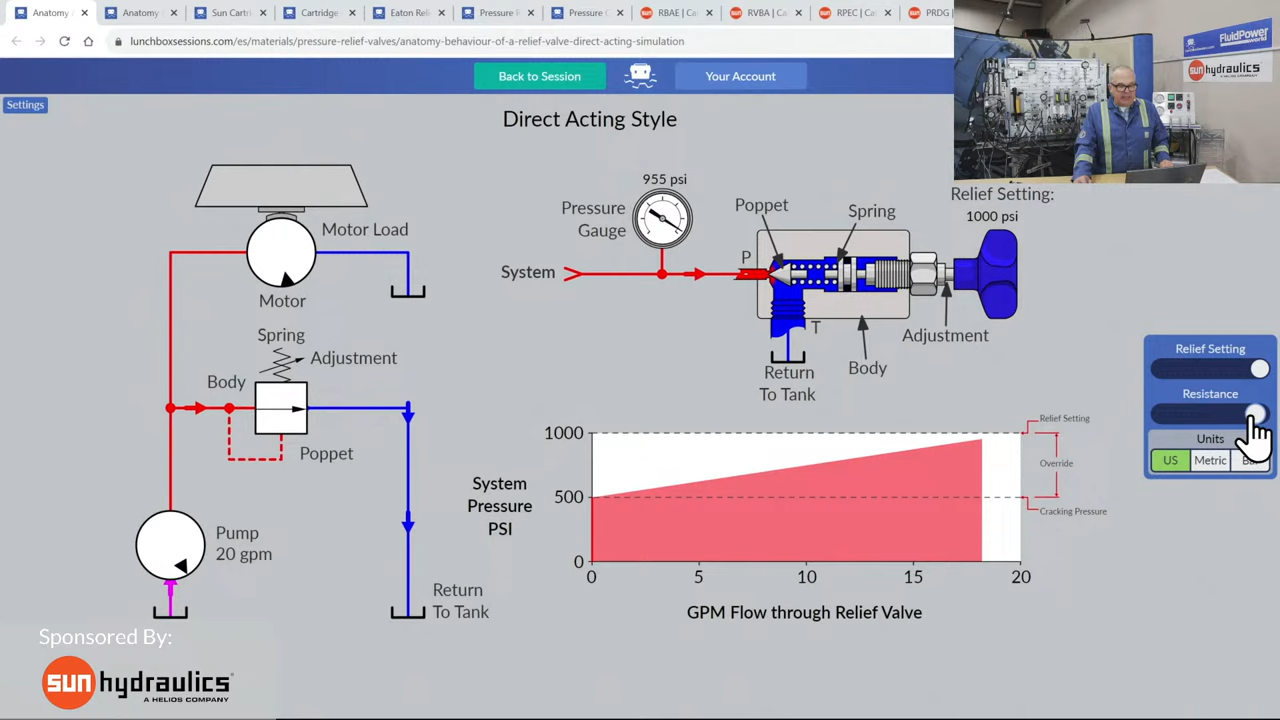 Anatomy
Anatomy
Sun Cartri
Cartridge
Eaton Reli
Pressure R
Pressure C
RBAE | Ca
RVBA | Ca
RPEC | Car
PRDG | C
lunchboxsessions.com/es/materials/pressure-relief-valves/anatomy-behaviour-of-a-relief-valve-direct-acting-simulation
Back to Session
Your Account
Settings
FluidPower
sun hydraulics
Direct Acting Style
955 psi
Pressure
Gauge
Poppet
Spring
Relief Setting:
1000 psi
System
P
T
Adjustment
Body
Return
To Tank
Motor Load
Motor
Spring
Adjustment
Body
Poppet
Pump
20 gpm
Return
To Tank
Relief Setting
Resistance
Units
US
Metric
System
Pressure
PSI
1000
500
0
0
5
10
15
20
Relief Setting
Override
Cracking Pressure
GPM Flow through Relief Valve
Sponsored By:
sun hydraulics
A HELIOS COMPANY